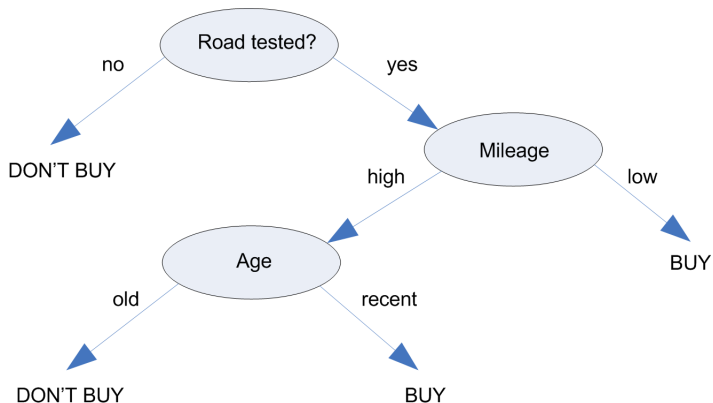 Road tested?
no
yes
DON'T BUY
Mileage
high
low
Age
BUY
old
recent
DON'T BUY
BUY